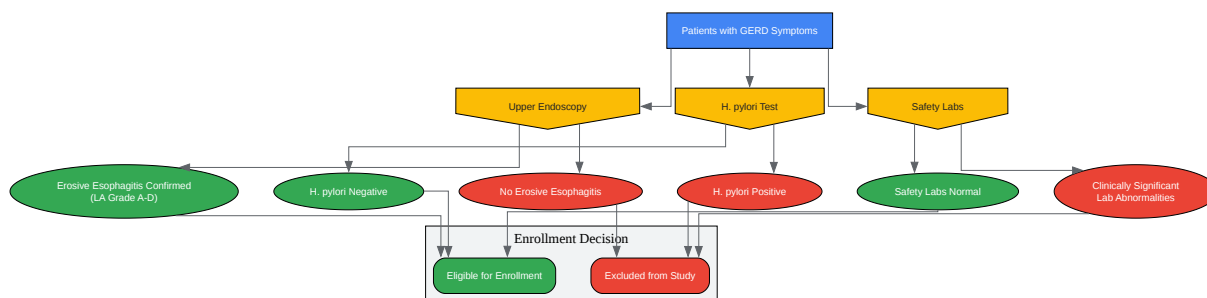 Patients with GERD Symptoms
Upper Endoscopy
H. pylori Test
Safety Labs
Erosive Esophagitis Confirmed
(LA Grade A-D)
H. pylori Negative
No Erosive Esophagitis
H. pylori Positive
Safety Labs Normal
Clinically Significant
Lab Abnormalities
Enrollment Decision
Eligible for Enrollment
Excluded from Study